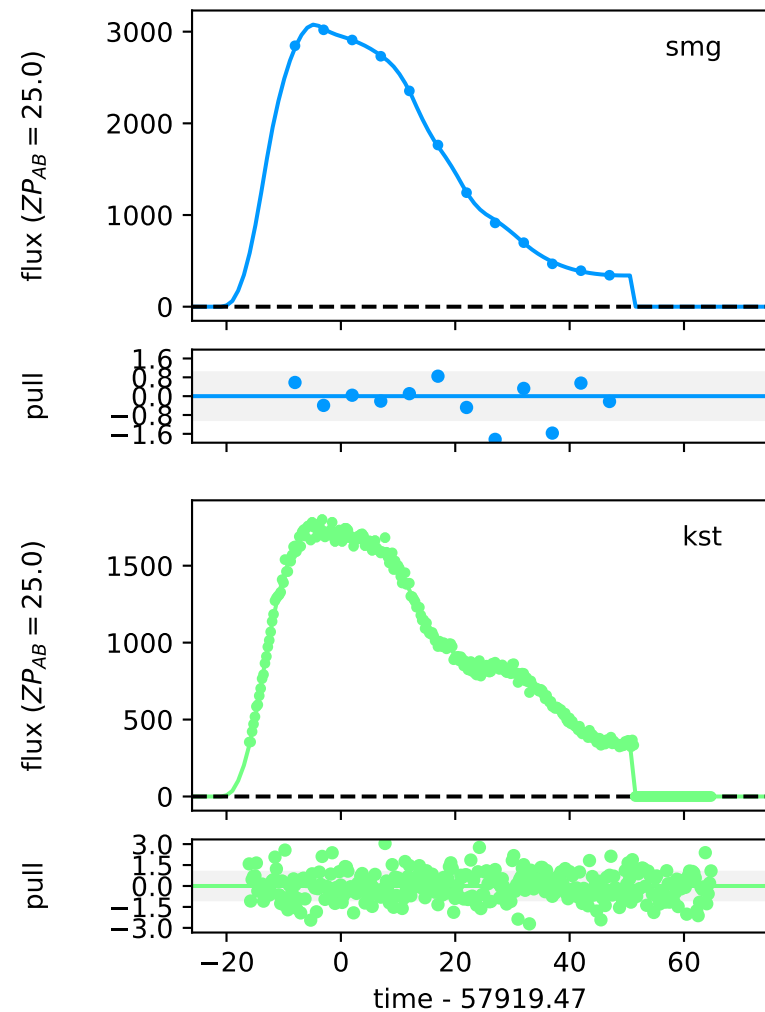 3000
2000
1000
0
flux (ZP_AB = 25.0)
smg
1.6
0.8
0.0
−0.8
−1.6
pull
1500
1000
500
0
flux (ZP_AB = 25.0)
kst
3.0
1.5
0.0
−1.5
−3.0
pull
−20 0 20 40 60
time - 57919.47